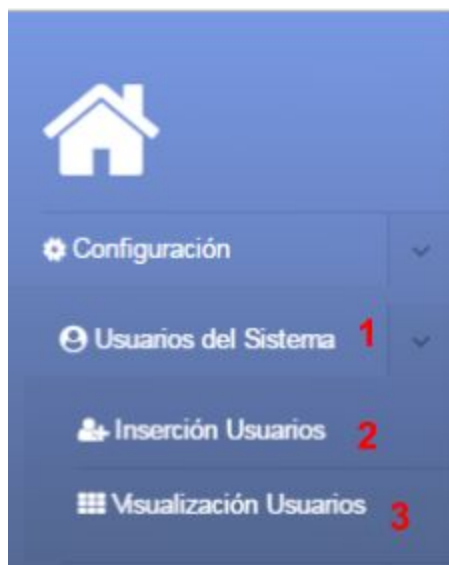 Configuración
Usuarios del Sistema 1
Inserción Usuarios 2
Visualización Usuarios 3